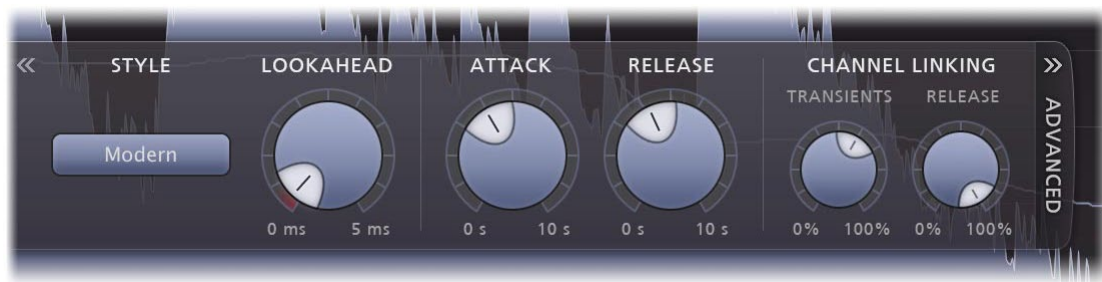 STYLE LOOKAHEAD ATTACK RELEASE CHANNEL LINKING
TRANSIENTS RELEASE
Modern
0 ms 5 ms 0 s 10 s 0 s 10 s 0% 100% 0% 100%
ADVANCED